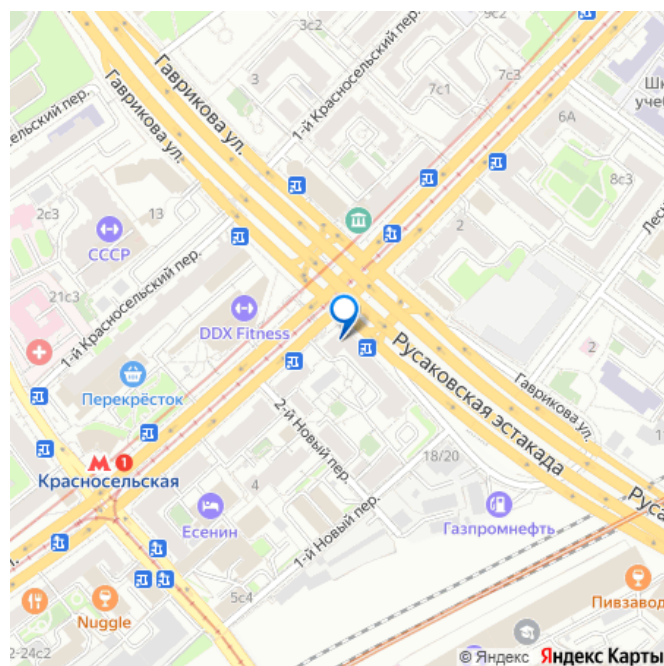 3с2
9с2
Гаврикова ул.
3
1-й Красносельский пер.
7с1
7с3
Гаврикова ул.
6А
8с3
2с3
13
СССР
2
21с3
1-й Красносельский пер.
DDX Fitness
2
Перекрёсток
Русаковская эстакада
Гаврикова ул.
2-й Новый пер.
18/20
М 1
Красносельская
4
Есенин
1-й Новый пер.
Газпромнефть
5с4
Nuggle
Пивзавод
2-24с2
© Яндекс Яндекс Карты